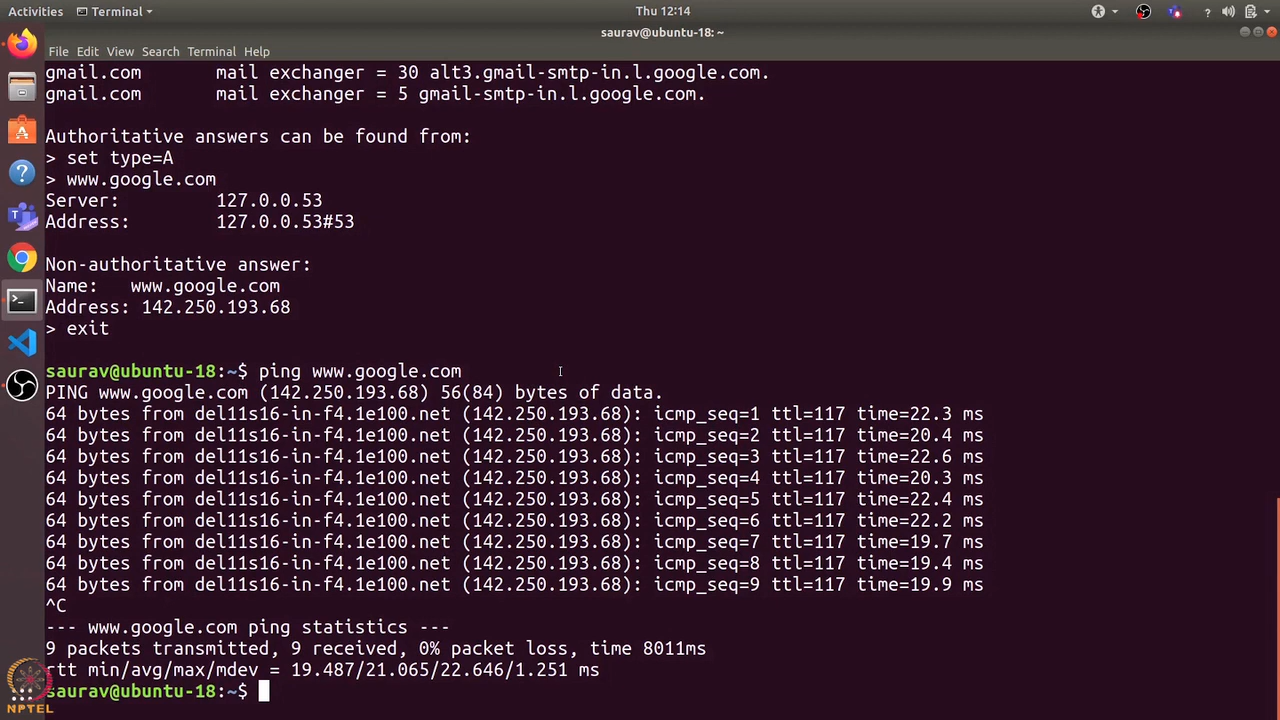 Activities Terminal Thu 12:14
saurav@ubuntu-18: ~
File Edit View Search Terminal Help
gmail.com mail exchanger = 30 alt3.gmail-smtp-in.l.google.com.
gmail.com mail exchanger = 5 gmail-smtp-in.l.google.com.
Authoritative answers can be found from:
> set type=A
> www.google.com
Server: 127.0.0.53
Address: 127.0.0.53#53
Non-authoritative answer:
Name: www.google.com
Address: 142.250.193.68
> exit
saurav@ubuntu-18:~$ ping www.google.com
PING www.google.com (142.250.193.68) 56(84) bytes of data.
64 bytes from del11s16-in-f4.1e100.net (142.250.193.68): icmp_seq=1 ttl=117 time=22.3 ms
64 bytes from del11s16-in-f4.1e100.net (142.250.193.68): icmp_seq=2 ttl=117 time=20.4 ms
64 bytes from del11s16-in-f4.1e100.net (142.250.193.68): icmp_seq=3 ttl=117 time=22.6 ms
64 bytes from del11s16-in-f4.1e100.net (142.250.193.68): icmp_seq=4 ttl=117 time=20.3 ms
64 bytes from del11s16-in-f4.1e100.net (142.250.193.68): icmp_seq=5 ttl=117 time=22.4 ms
64 bytes from del11s16-in-f4.1e100.net (142.250.193.68): icmp_seq=6 ttl=117 time=22.2 ms
64 bytes from del11s16-in-f4.1e100.net (142.250.193.68): icmp_seq=7 ttl=117 time=19.7 ms
64 bytes from del11s16-in-f4.1e100.net (142.250.193.68): icmp_seq=8 ttl=117 time=19.4 ms
64 bytes from del11s16-in-f4.1e100.net (142.250.193.68): icmp_seq=9 ttl=117 time=19.9 ms
^C
--- www.google.com ping statistics ---
9 packets transmitted, 9 received, 0% packet loss, time 8011ms
rtt min/avg/max/mdev = 19.487/21.065/22.646/1.251 ms
saurav@ubuntu-18:~$
NPTEL